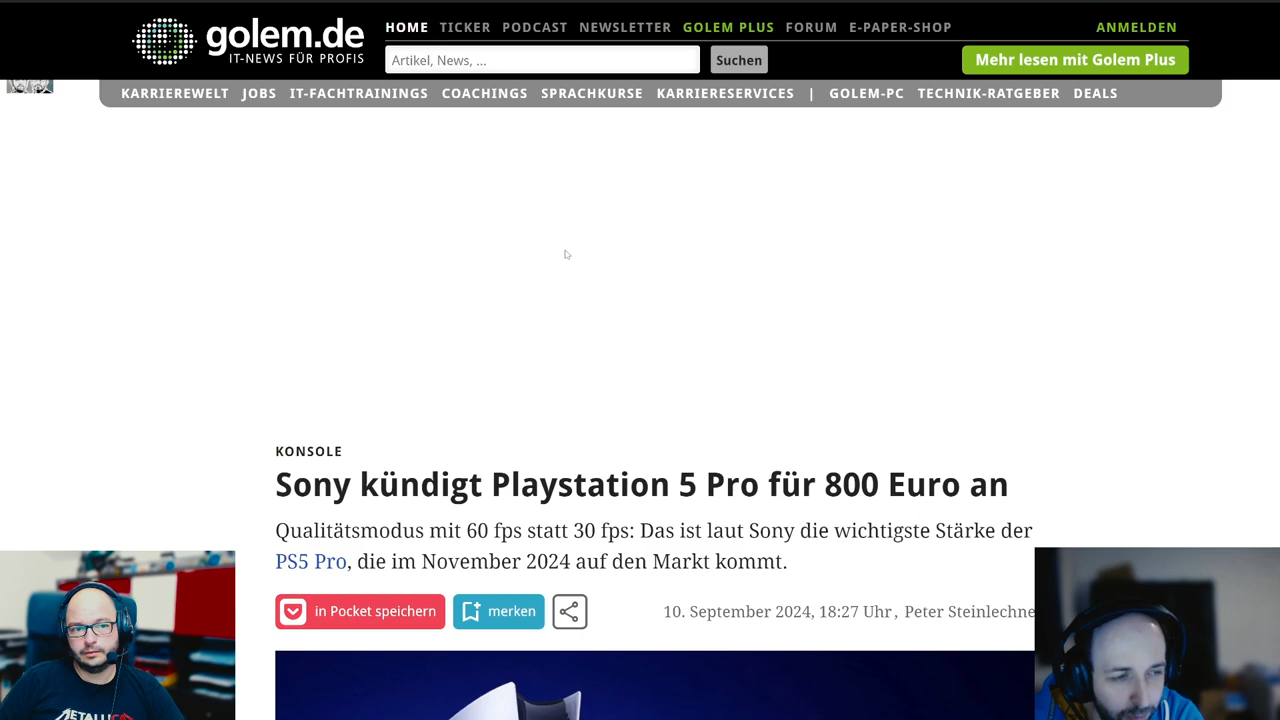 golem.de
IT-NEWS FÜR PROFIS
HOME TICKER PODCAST NEWSLETTER GOLEM PLUS FORUM E-PAPER-SHOP ANMELDEN
Artikel, News, ... Suchen Mehr lesen mit Golem Plus
KARRIEREWELT JOBS IT-FACHTRAININGS COACHINGS SPRACHKURSE KARRIERESERVICES | GOLEM-PC TECHNIK-RATGEBER DEALS
KONSOLE
Sony kündigt Playstation 5 Pro für 800 Euro an
Qualitätsmodus mit 60 fps statt 30 fps: Das ist laut Sony die wichtigste Stärke der
PS5 Pro, die im November 2024 auf den Markt kommt.
in Pocket speichern merken 10. September 2024, 18:27 Uhr, Peter Steinlechne
METALLIC